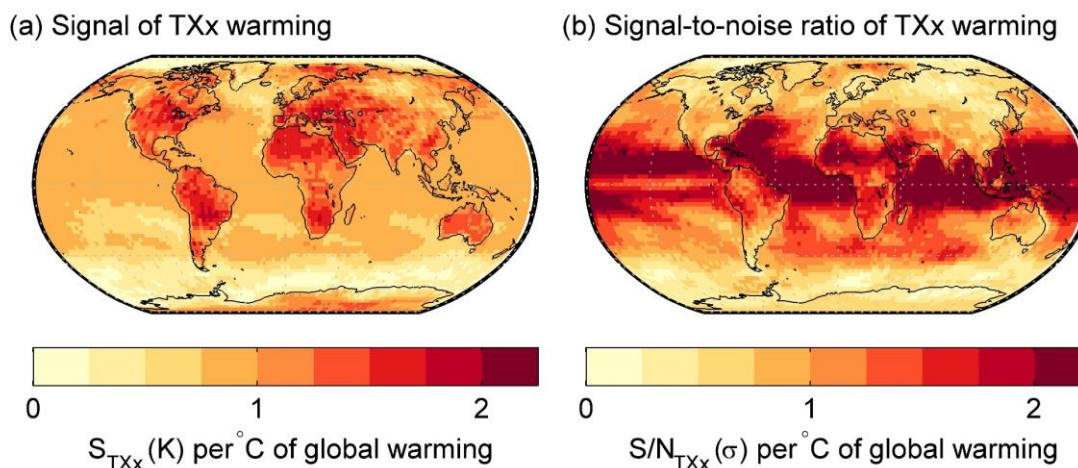 (a) Signal of TXx warming
(b) Signal-to-noise ratio of TXx warming
0 1 2
0 1 2
S_TXx (K) per °C of global warming
S/N_TXx (σ) per °C of global warming